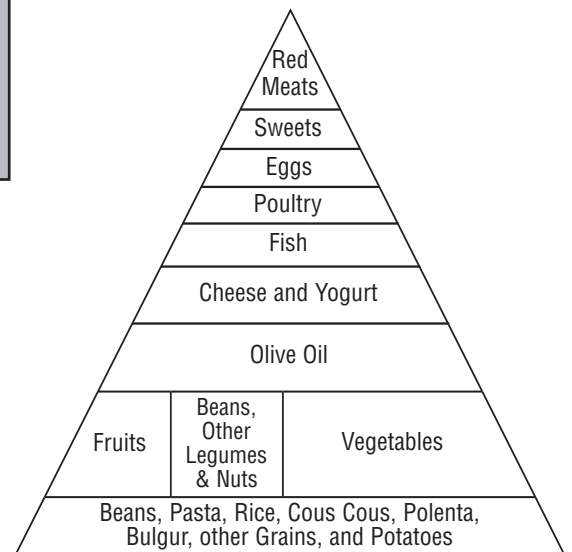 Red
Meats
Sweets
Eggs
Poultry
Fish
Cheese and Yogurt
Olive Oil
Fruits
Beans,
Other
Legumes
& Nuts
Vegetables
Beans, Pasta, Rice, Cous Cous, Polenta,
Bulgur, other Grains, and Potatoes